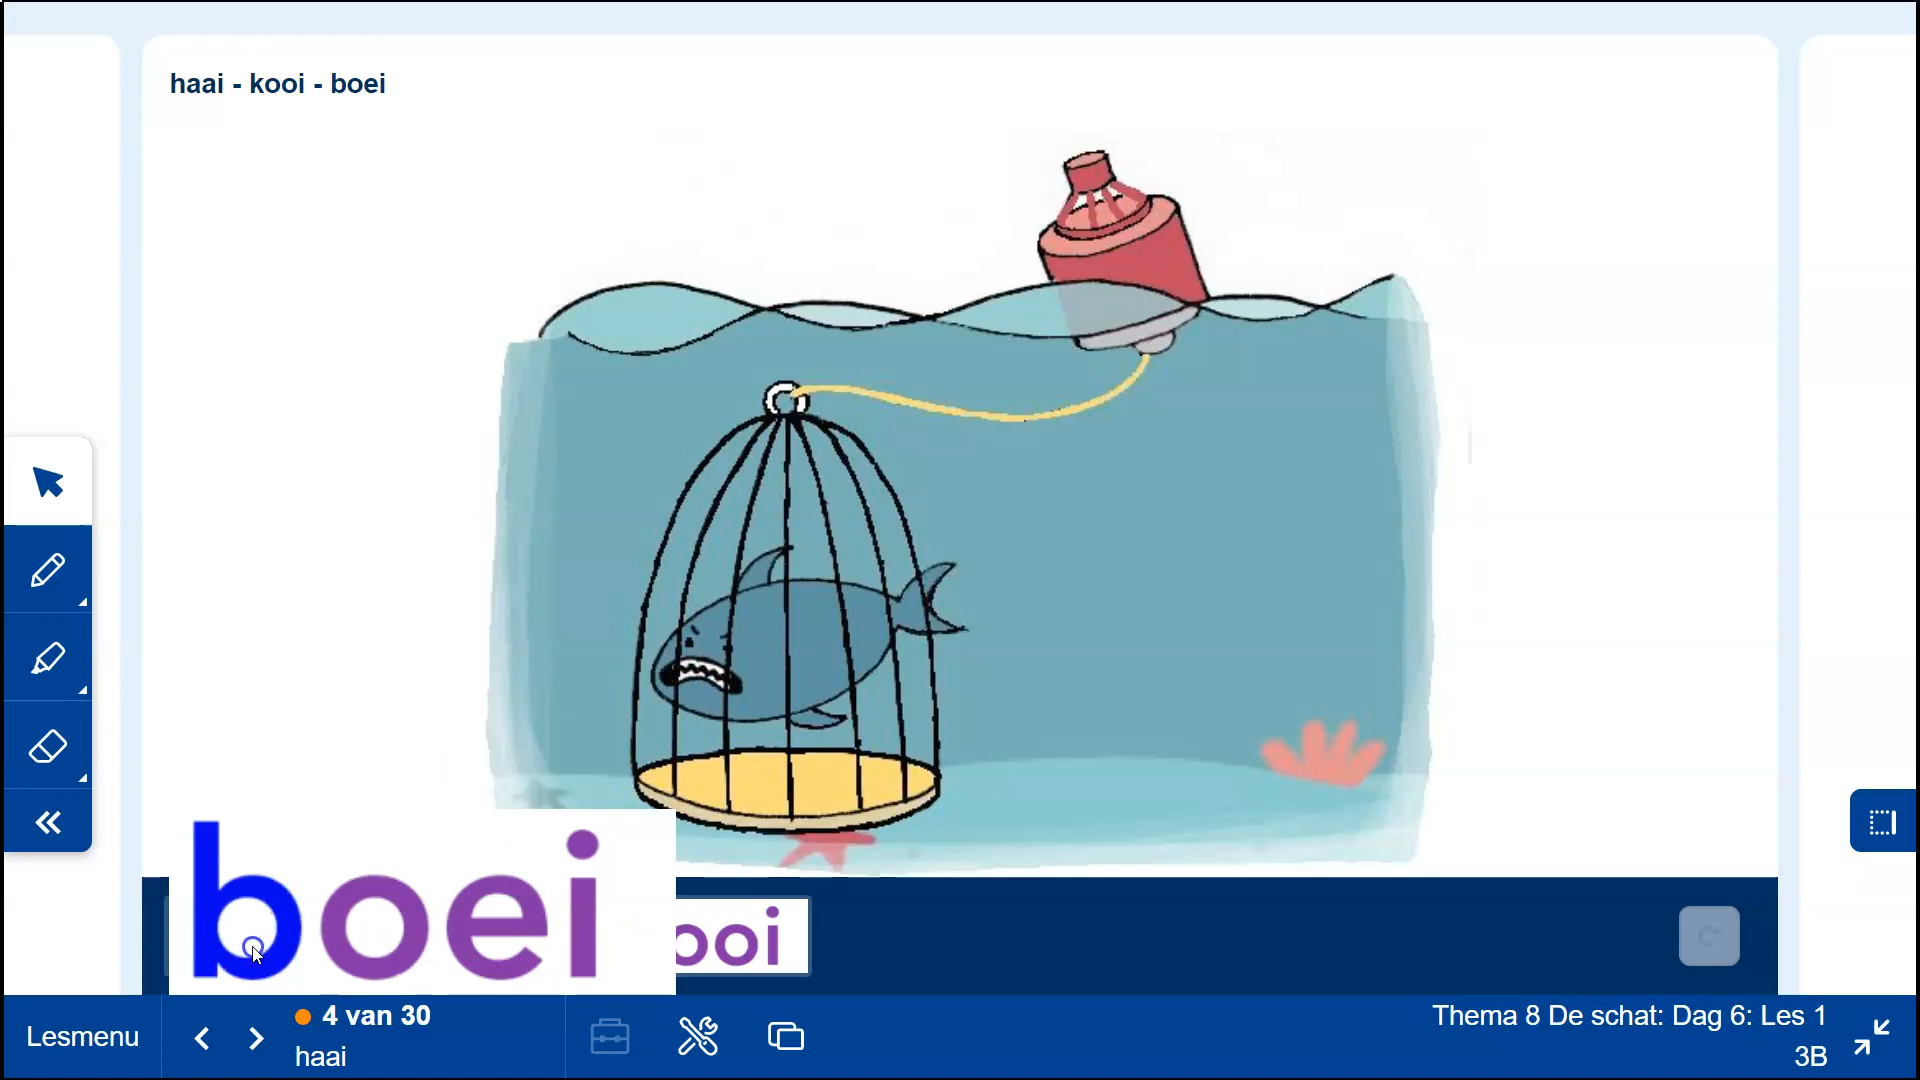 haai - kooi - boei
boei
ooi
Lesmenu
4 van 30
haai
Thema 8 De schat: Dag 6: Les 1
3B